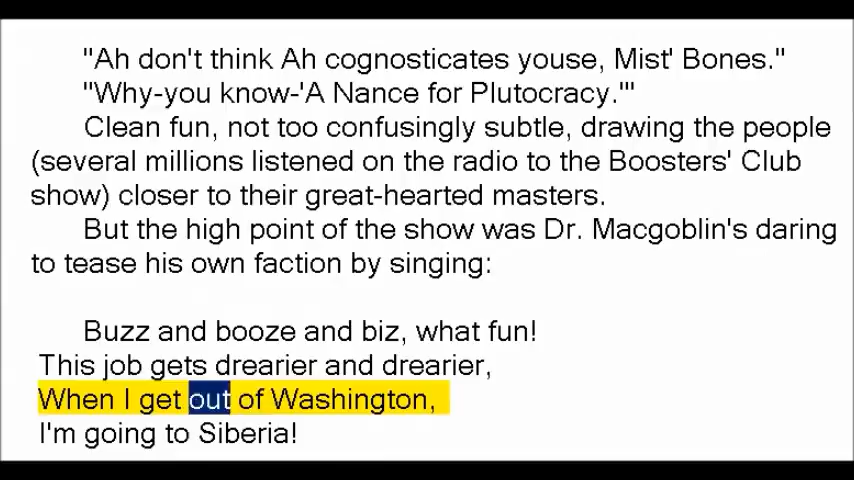 "Ah don't think Ah cognosticates youse, Mist' Bones."
"Why-you know-'A Nance for Plutocracy.'"
Clean fun, not too confusingly subtle, drawing the people
(several millions listened on the radio to the Boosters' Club
show) closer to their great-hearted masters.
But the high point of the show was Dr. Macgoblin's daring
to tease his own faction by singing:
Buzz and booze and biz, what fun!
This job gets drearier and drearier,
When I get out of Washington,
I'm going to Siberia!